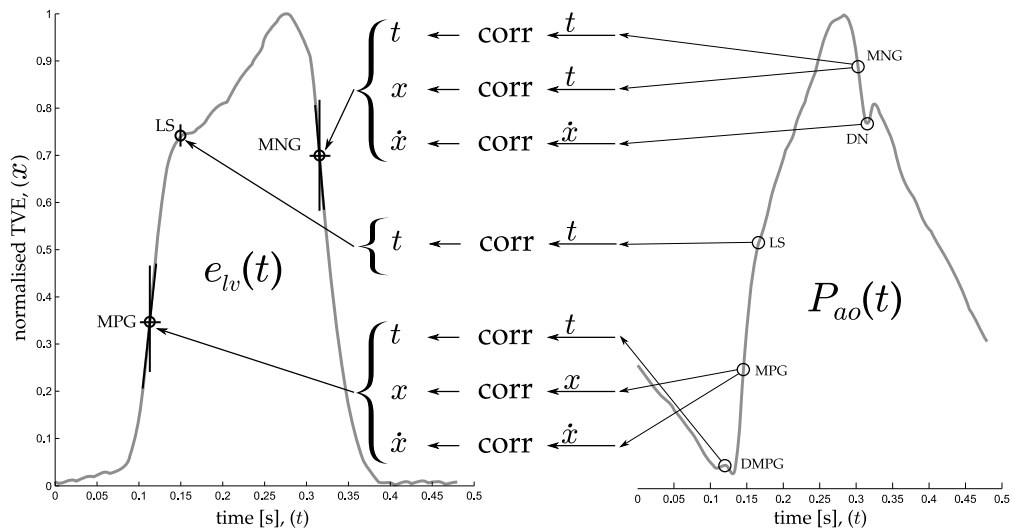 normalised TVE, (x)
1
0.9
0.8
0.7
0.6
0.5
0.4
0.3
0.2
0.1
0
0 0.05 0.1 0.15 0.2 0.25 0.3 0.35 0.4 0.45 0.5
time [s], (t)
LS
MNG
MPG
e_lv(t)
t corr t
x corr t
ẋ corr ẋ
t corr t
t corr t
x corr x
ẋ corr ẋ
MNG
DN
LS
P_ao(t)
MPG
DMPG
0 0.05 0.1 0.15 0.2 0.25 0.3 0.35 0.4 0.45 0.5
time [s], (t)